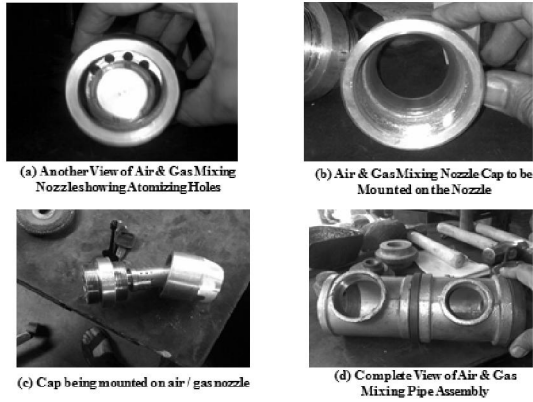 (a) Another View of Air & Gas Mixing
Nozzle showing Atomizing Holes
(b) Air & Gas Mixing Nozzle Cap to be
Mounted on the Nozzle
(c) Cap being mounted on air / gas nozzle
(d) Complete View of Air & Gas
Mixing Pipe Assembly